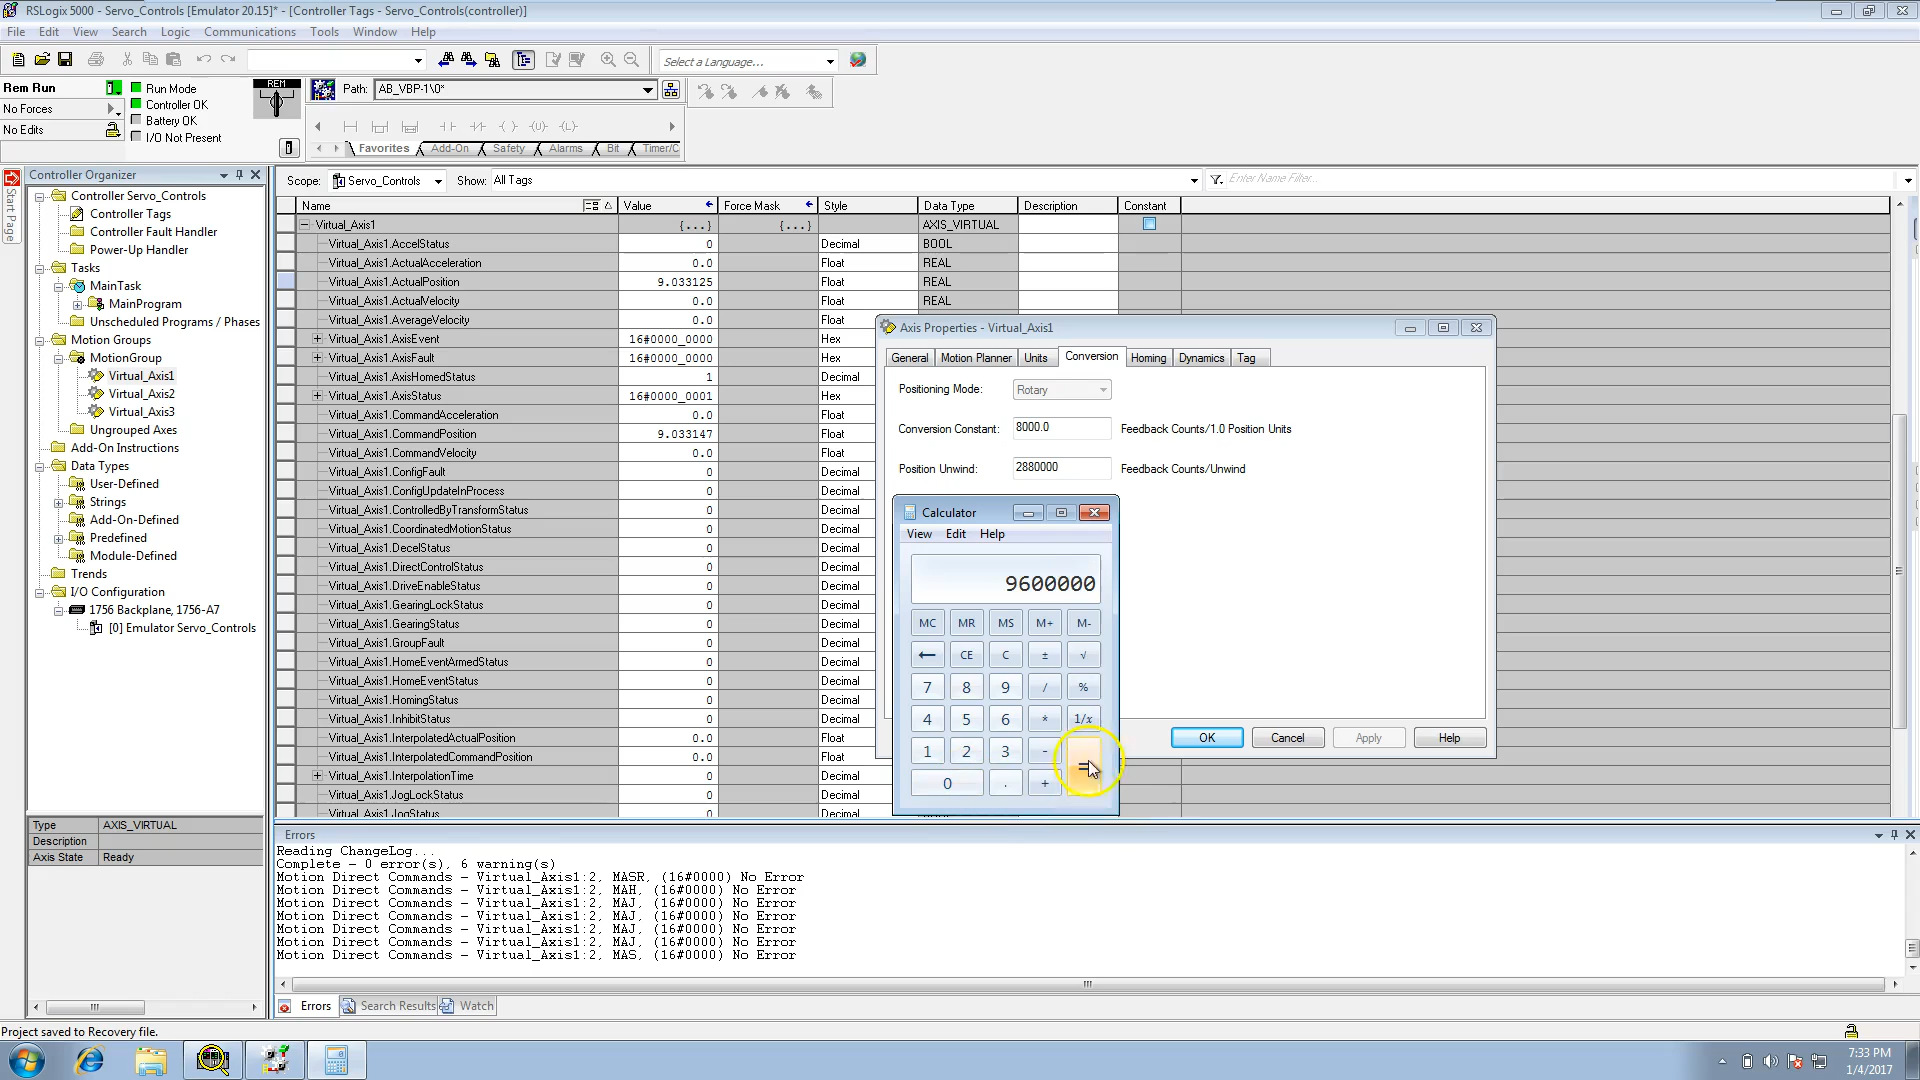 RSLogix 5000 - Servo_Controls [Emulator 20.15]* - [Controller Tags - Servo_Controls(controller)]
File Edit View Search Logic Communications Tools Window Help
Select a Language...
Rem Run
No Forces
No Edits
Run Mode
Controller OK
Battery OK
I/O Not Present
REM
Path: AB_VBP-1\0*
Favorites Add-On Safety Alarms Bit Timer/C
Start Page
Controller Organizer
Controller Servo_Controls
Controller Tags
Controller Fault Handler
Power-Up Handler
Tasks
MainTask
MainProgram
Unscheduled Programs / Phases
Motion Groups
MotionGroup
Virtual_Axis1
Virtual_Axis2
Virtual_Axis3
Ungrouped Axes
Add-On Instructions
Data Types
User-Defined
Strings
Add-On-Defined
Predefined
Module-Defined
Trends
I/O Configuration
1756 Backplane, 1756-A7
[0] Emulator Servo_Controls
Type AXIS_VIRTUAL
Description
Axis State Ready
Scope: Servo_Controls Show: All Tags Enter Name Filter...
Name Value Force Mask Style Data Type Description Constant
Virtual_Axis1 {...} {...} AXIS_VIRTUAL
Virtual_Axis1.AccelStatus 0 Decimal BOOL
Virtual_Axis1.ActualAcceleration 0.0 Float REAL
Virtual_Axis1.ActualPosition 9.033125 Float REAL
Virtual_Axis1.ActualVelocity 0.0 Float REAL
Virtual_Axis1.AverageVelocity 0.0 Float
Virtual_Axis1.AxisEvent 16#0000_0000 Hex
Virtual_Axis1.AxisFault 16#0000_0000 Hex
Virtual_Axis1.AxisHomedStatus 1 Decimal
Virtual_Axis1.AxisStatus 16#0000_0001 Hex
Virtual_Axis1.CommandAcceleration 0.0 Float
Virtual_Axis1.CommandPosition 9.033147 Float
Virtual_Axis1.CommandVelocity 0.0 Float
Virtual_Axis1.ConfigFault 0 Decimal
Virtual_Axis1.ConfigUpdateInProcess 0 Decimal
Virtual_Axis1.ControlledByTransformStatus 0 Decimal
Virtual_Axis1.CoordinatedMotionStatus 0 Decimal
Virtual_Axis1.DecelStatus 0 Decimal
Virtual_Axis1.DirectControlStatus 0 Decimal
Virtual_Axis1.DriveEnableStatus 0 Decimal
Virtual_Axis1.GearingLockStatus 0 Decimal
Virtual_Axis1.GearingStatus 0 Decimal
Virtual_Axis1.GroupFault 0 Decimal
Virtual_Axis1.HomeEventArmedStatus 0 Decimal
Virtual_Axis1.HomeEventStatus 0 Decimal
Virtual_Axis1.HomingStatus 0 Decimal
Virtual_Axis1.InhibitStatus 0 Decimal
Virtual_Axis1.InterpolatedActualPosition 0.0 Float
Virtual_Axis1.InterpolatedCommandPosition 0.0 Float
Virtual_Axis1.InterpolationTime 0 Decimal
Virtual_Axis1.JogLockStatus 0 Decimal
Virtual_Axis1.JogStatus 0 Decimal
Axis Properties - Virtual_Axis1
General Motion Planner Units Conversion Homing Dynamics Tag
Positioning Mode: Rotary
Conversion Constant: 8000.0 Feedback Counts/1.0 Position Units
Position Unwind: 2880000 Feedback Counts/Unwind
OK Cancel Apply Help
Calculator
View Edit Help
9600000
MC MR MS M+ M-
← CE C ± √
7 8 9 / %
4 5 6 * 1/x
1 2 3 - =
0 . +
Errors
Reading ChangeLog...
Complete - 0 error(s), 6 warning(s)
Motion Direct Commands - Virtual_Axis1:2, MASR, (16#0000) No Error
Motion Direct Commands - Virtual_Axis1:2, MAH, (16#0000) No Error
Motion Direct Commands - Virtual_Axis1:2, MAJ, (16#0000) No Error
Motion Direct Commands - Virtual_Axis1:2, MAJ, (16#0000) No Error
Motion Direct Commands - Virtual_Axis1:2, MAJ, (16#0000) No Error
Motion Direct Commands - Virtual_Axis1:2, MAJ, (16#0000) No Error
Motion Direct Commands - Virtual_Axis1:2, MAS, (16#0000) No Error
Errors Search Results Watch
Project saved to Recovery file.
7:33 PM
1/4/2017